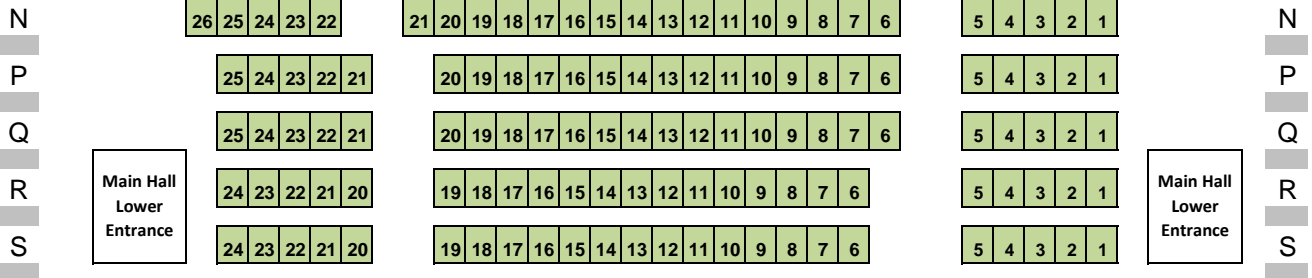 N 26 25 24 23 22 21 20 19 18 17 16 15 14 13 12 11 10 9 8 7 6 5 4 3 2 1 N
P 25 24 23 22 21 20 19 18 17 16 15 14 13 12 11 10 9 8 7 6 5 4 3 2 1 P
Q 25 24 23 22 21 20 19 18 17 16 15 14 13 12 11 10 9 8 7 6 5 4 3 2 1 Q
R 24 23 22 21 20 19 18 17 16 15 14 13 12 11 10 9 8 7 6 5 4 3 2 1 R
S 24 23 22 21 20 19 18 17 16 15 14 13 12 11 10 9 8 7 6 5 4 3 2 1 S
Main Hall
Lower
Entrance
Main Hall
Lower
Entrance